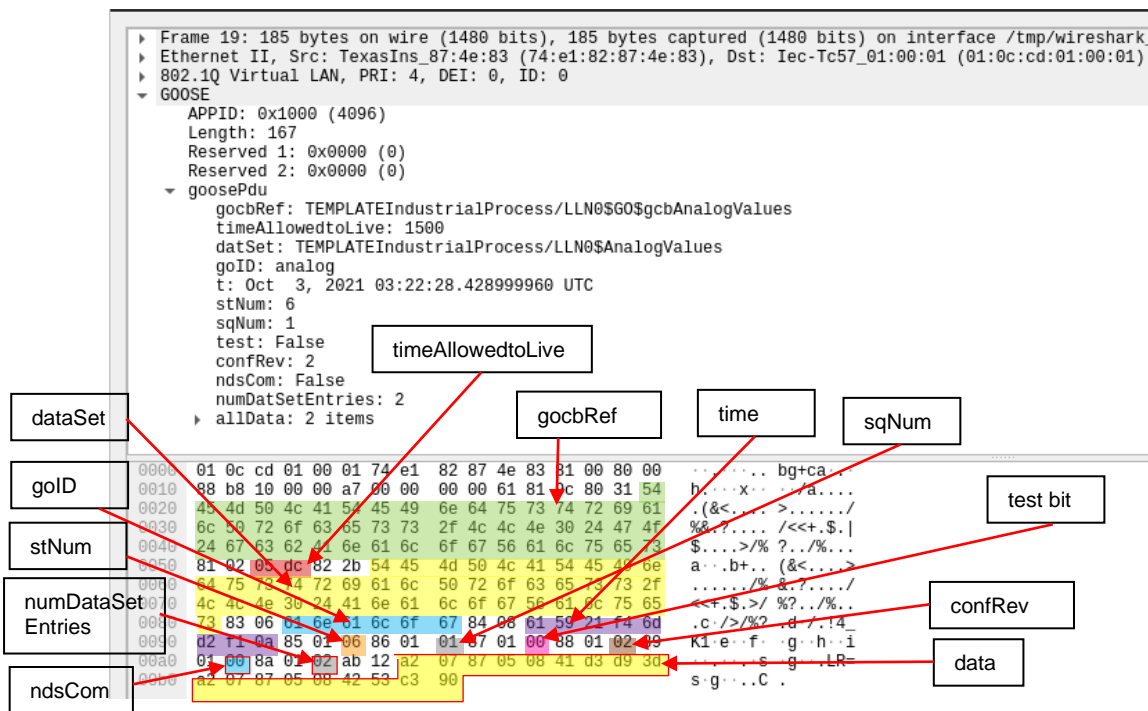 Frame 19: 185 bytes on wire (1480 bits), 185 bytes captured (1480 bits) on interface /tmp/wireshark_
Ethernet II, Src: TexasIns_87:4e:83 (74:e1:82:87:4e:83), Dst: Iec-Tc57_01:00:01 (01:0c:cd:01:00:01)
802.1Q Virtual LAN, PRI: 4, DEI: 0, ID: 0
GOOSE
APPID: 0x1000 (4096)
Length: 167
Reserved 1: 0x0000 (0)
Reserved 2: 0x0000 (0)
goosePdu
gocbRef: TEMPLATEIndustrialProcess/LLN0$GO$gcbAnalogValues
timeAllowedtoLive: 1500
datSet: TEMPLATEIndustrialProcess/LLN0$AnalogValues
goID: analog
t: Oct 3, 2021 03:22:28.428999960 UTC
stNum: 6
sqNum: 1
test: False
confRev: 2
ndsCom: False
numDatSetEntries: 2
allData: 2 items
timeAllowedtoLive
dataSet
gocbRef
time
sqNum
goID
test bit
stNum
numDataSet
Entries
confRev
data
ndsCom
0000 01 0c cd 01 00 01 74 e1 82 87 4e 83 81 00 80 00
0010 88 b8 10 00 00 a7 00 00 00 00 61 81 9c 80 31 54
0020 45 4d 50 4c 41 54 45 49 6e 64 75 73 74 72 69 61
0030 6c 50 72 6f 63 65 73 73 2f 4c 4c 4e 30 24 47 4f
0040 24 67 63 62 41 6e 61 6c 6f 67 56 61 6c 75 65 73
0050 81 02 05 dc 82 2b 54 45 4d 50 4c 41 54 45 49 6e
0060 64 75 73 74 72 69 61 6c 50 72 6f 63 65 73 73 2f
0070 4c 4c 4e 30 24 41 6e 61 6c 6f 67 56 61 6c 75 65
0080 73 83 06 61 6e 61 6c 6f 67 84 08 61 59 21 f4 6d
0090 d2 f1 0a 85 01 06 86 01 01 87 01 00 88 01 02 89
00a0 01 00 8a 01 02 ab 12 a2 07 87 05 08 41 d3 d9 3d
00b0 a2 07 87 05 08 42 53 c3 90